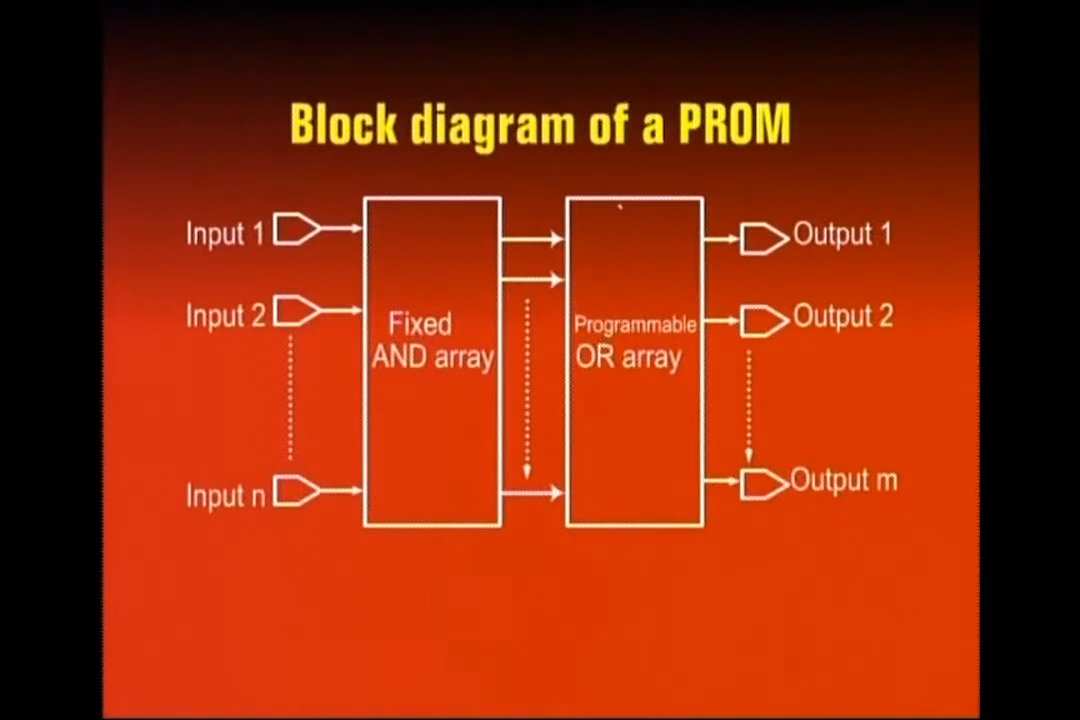 Block diagram of a PROM
Input 1
Input 2
Input n
Fixed
AND array
Programmable
OR array
Output 1
Output 2
Output m